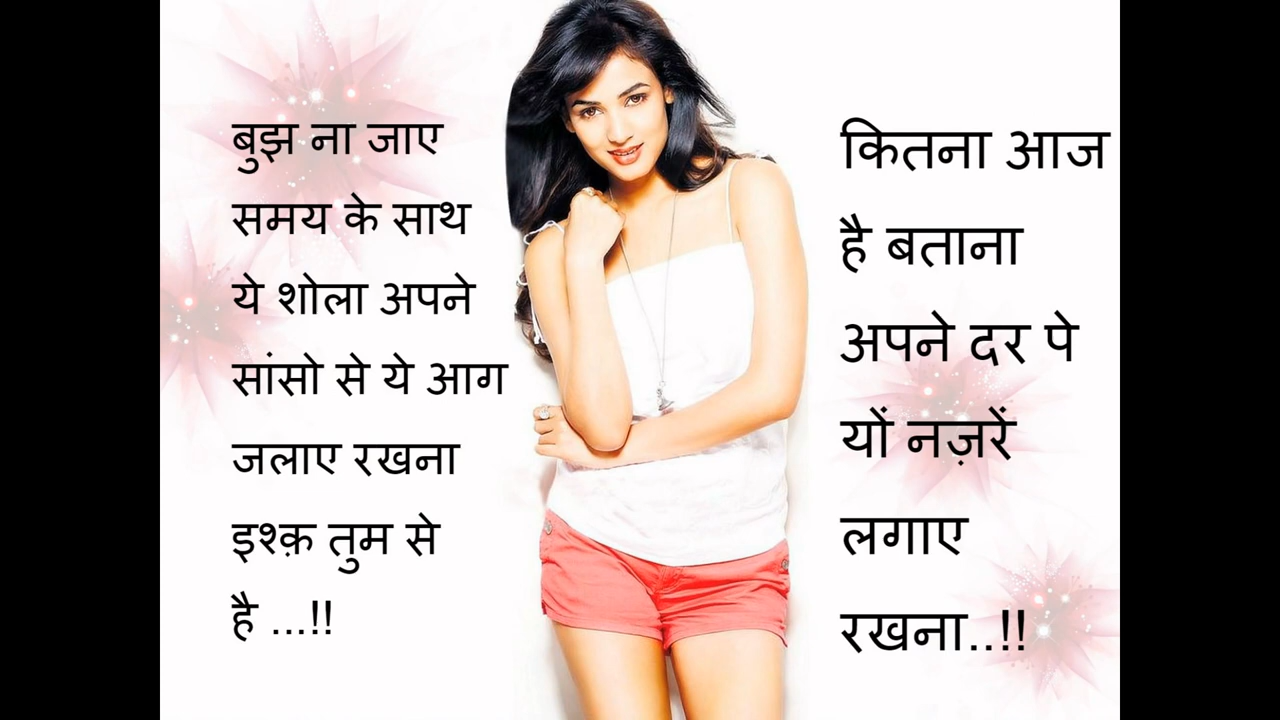 बुझ ना जाए
समय के साथ
ये शोला अपने
सांसो से ये आग
जलाए रखना
इश्क़ तुम से
है ...!!
कितना आज
है बताना
अपने दर पे
यों नज़रें
लगाए
रखना..!!